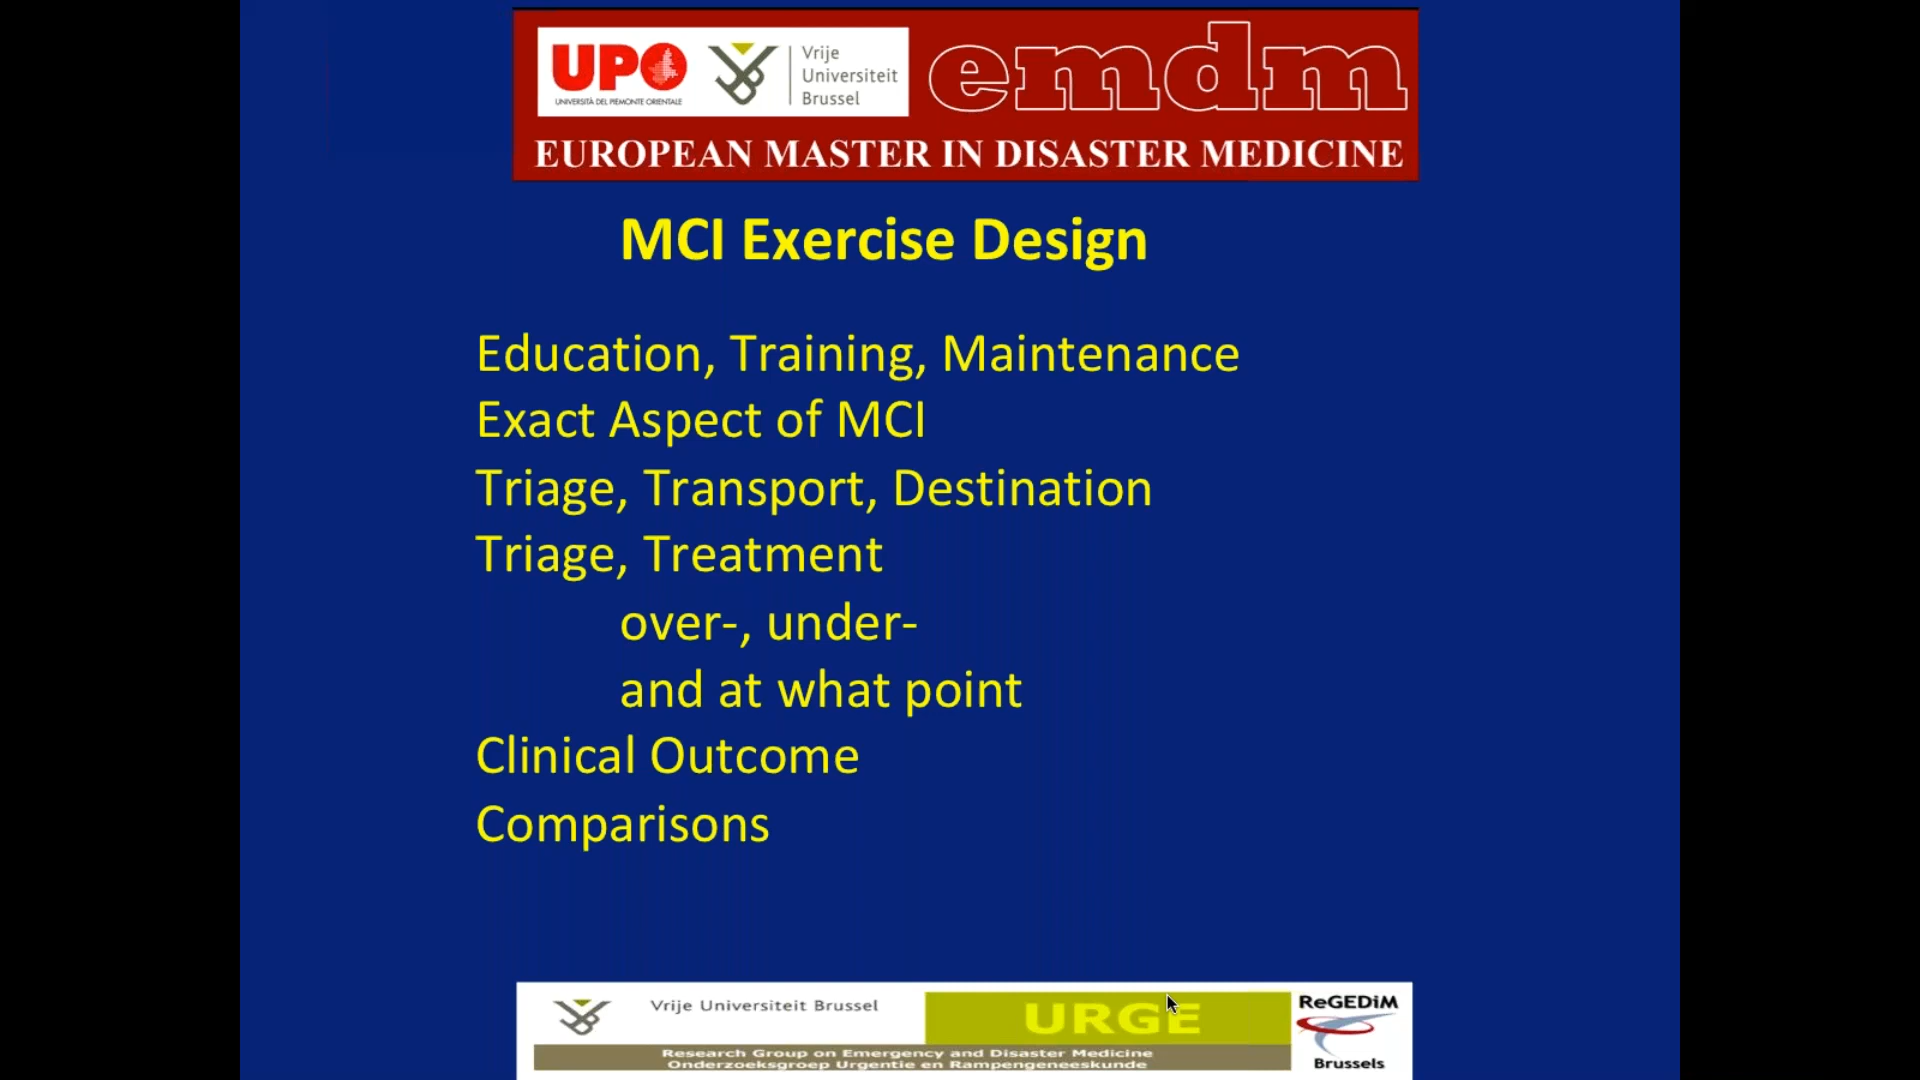 UPO
UNIVERSITÀ DEL PIEMONTE ORIENTALE
Vrije
Universiteit
Brussel
emdm
EUROPEAN MASTER IN DISASTER MEDICINE
MCI Exercise Design
Education, Training, Maintenance
Exact Aspect of MCI
Triage, Transport, Destination
Triage, Treatment
over-, under-
and at what point
Clinical Outcome
Comparisons
Vrije Universiteit Brussel
URGE
ReGEDiM
Brussels
Research Group on Emergency and Disaster Medicine
Onderzoeksgroep Urgentie en Rampengeneeskunde